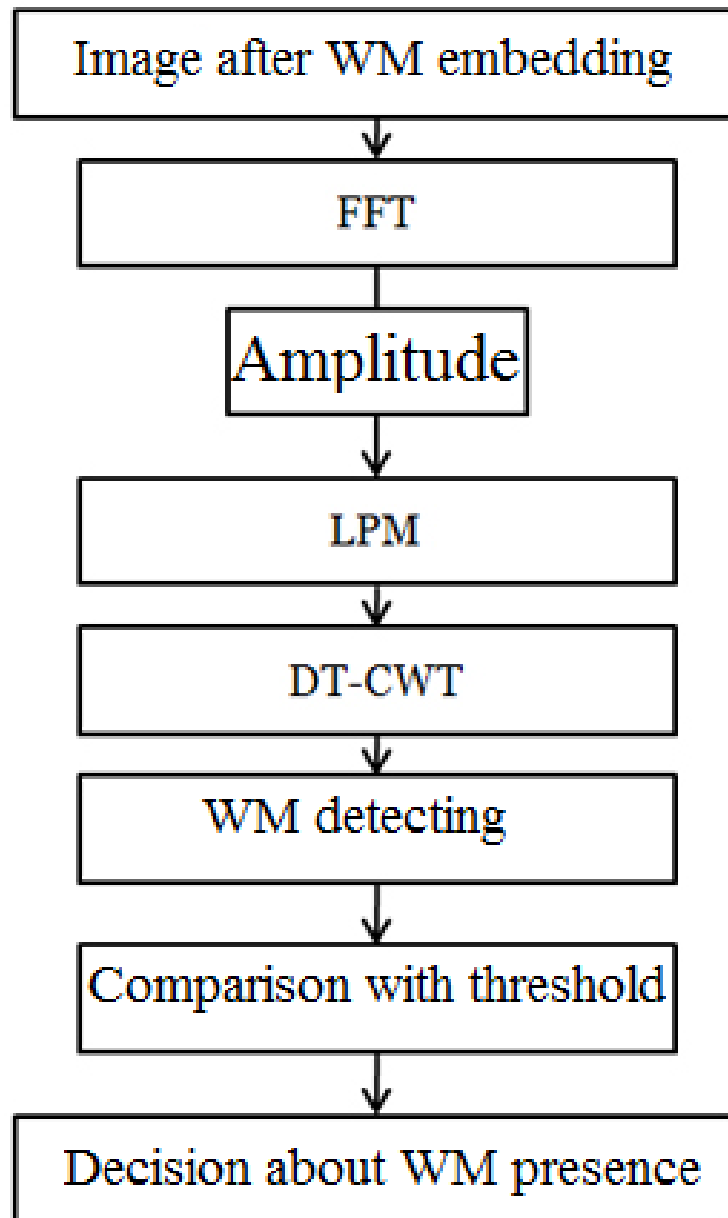 Image after WM embedding
FFT
Amplitude
LPM
DT-CWT
WM detecting
Comparison with threshold
Decision about WM presence